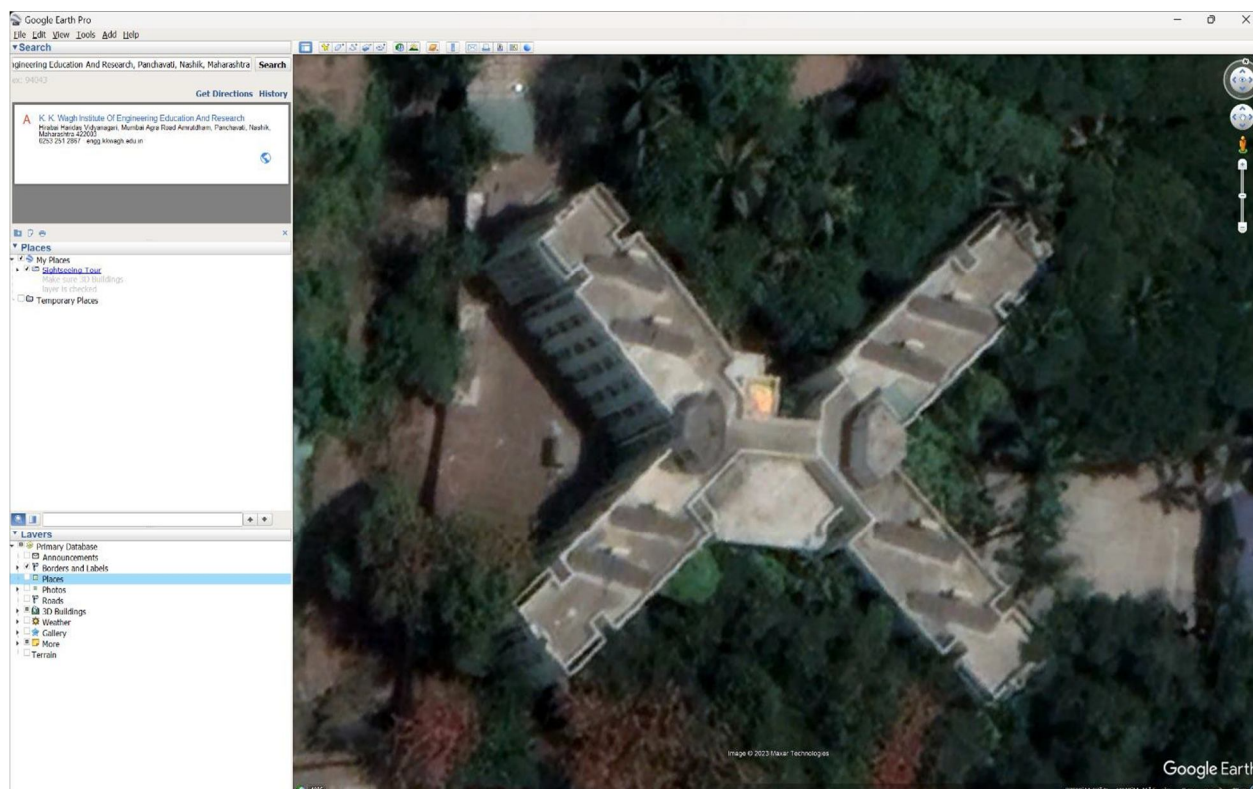 Google Earth Pro
File Edit View Tools Add Help
Search
gineering Education And Research, Panchavati, Nashik, Maharashtra Search
ex: 94043
Get Directions History
A K. K. Wagh Institute Of Engineering Education And Research
Hirabai Haridas Vidyanagari, Mumbai Agra Road Amrutdham, Panchavati, Nashik,
Maharashtra 422003
0253 251 2867 engg.kkwagh.edu.in
Places
My Places
Sightseeing Tour
Make sure 3D Buildings
layer is checked
Temporary Places
Layers
Primary Database
Announcements
Borders and Labels
Places
Photos
Roads
3D Buildings
Weather
Gallery
More
Terrain
Image © 2023 Maxar Technologies
Google Earth